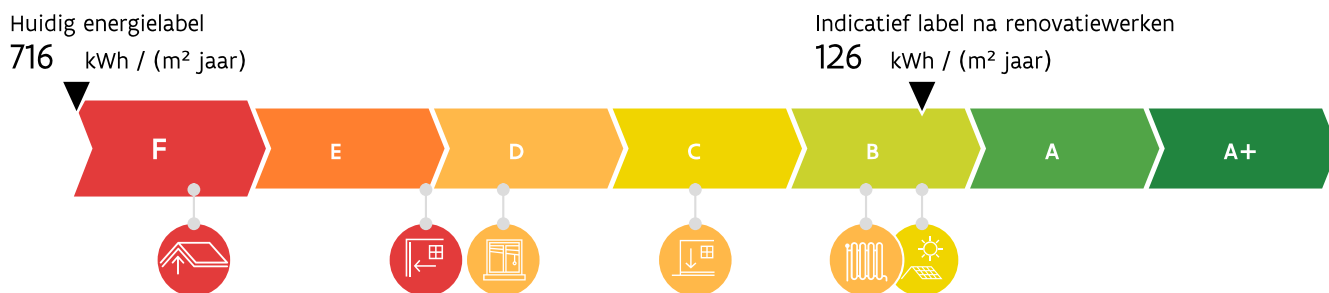 Huidig energielabel
716 kWh / (m² jaar)
Indicatief label na renovatiewerken
126 kWh / (m² jaar)
F E D C B A A+